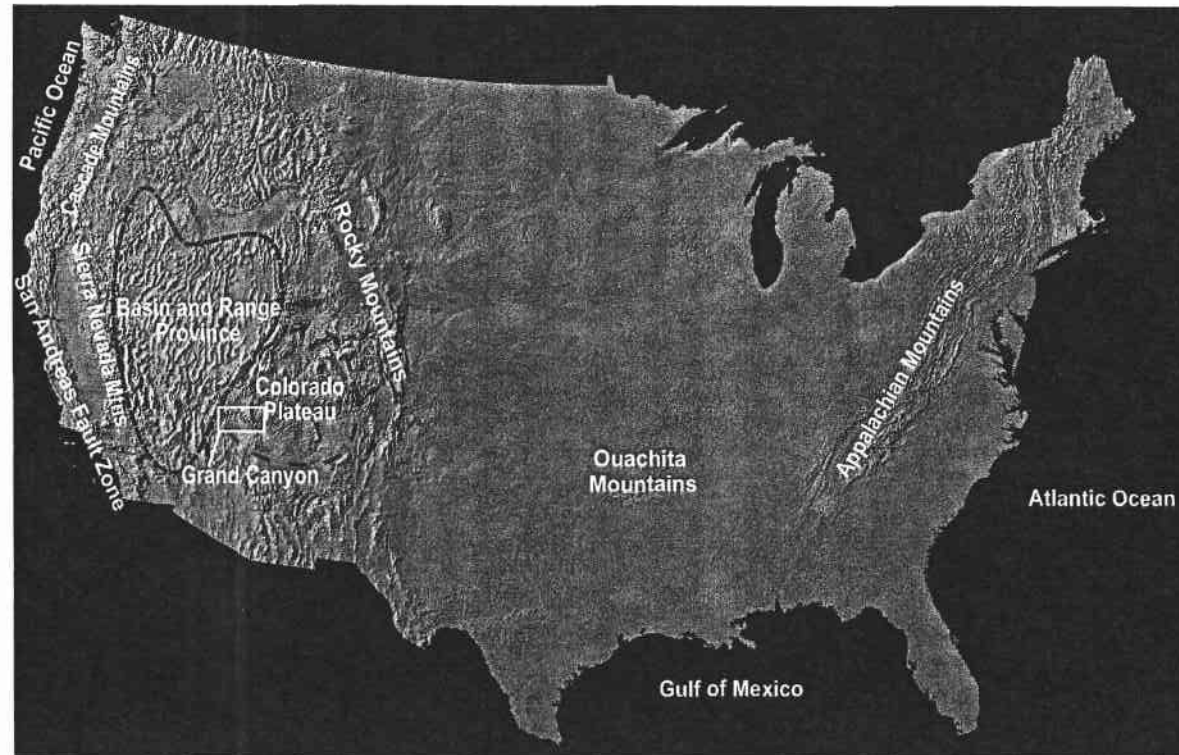 Pacific Ocean
Cascade Mountains
Sierra Nevada Mtns
San Andreas Fault Zone
Basin and Range
Province
Rocky Mountains
Colorado
Plateau
Grand Canyon
Ouachita
Mountains
Appalachian Mountains
Atlantic Ocean
Gulf of Mexico